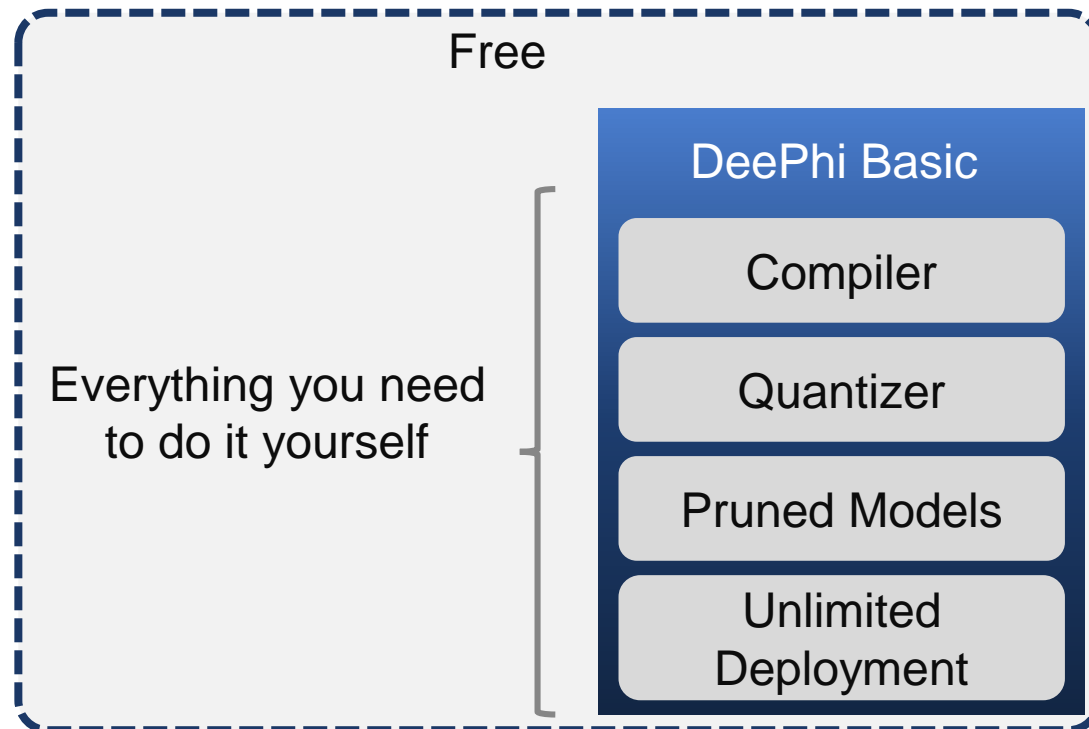 Free
DeePhi Basic
Compiler
Everything you need
to do it yourself
Quantizer
Pruned Models
Unlimited
Deployment